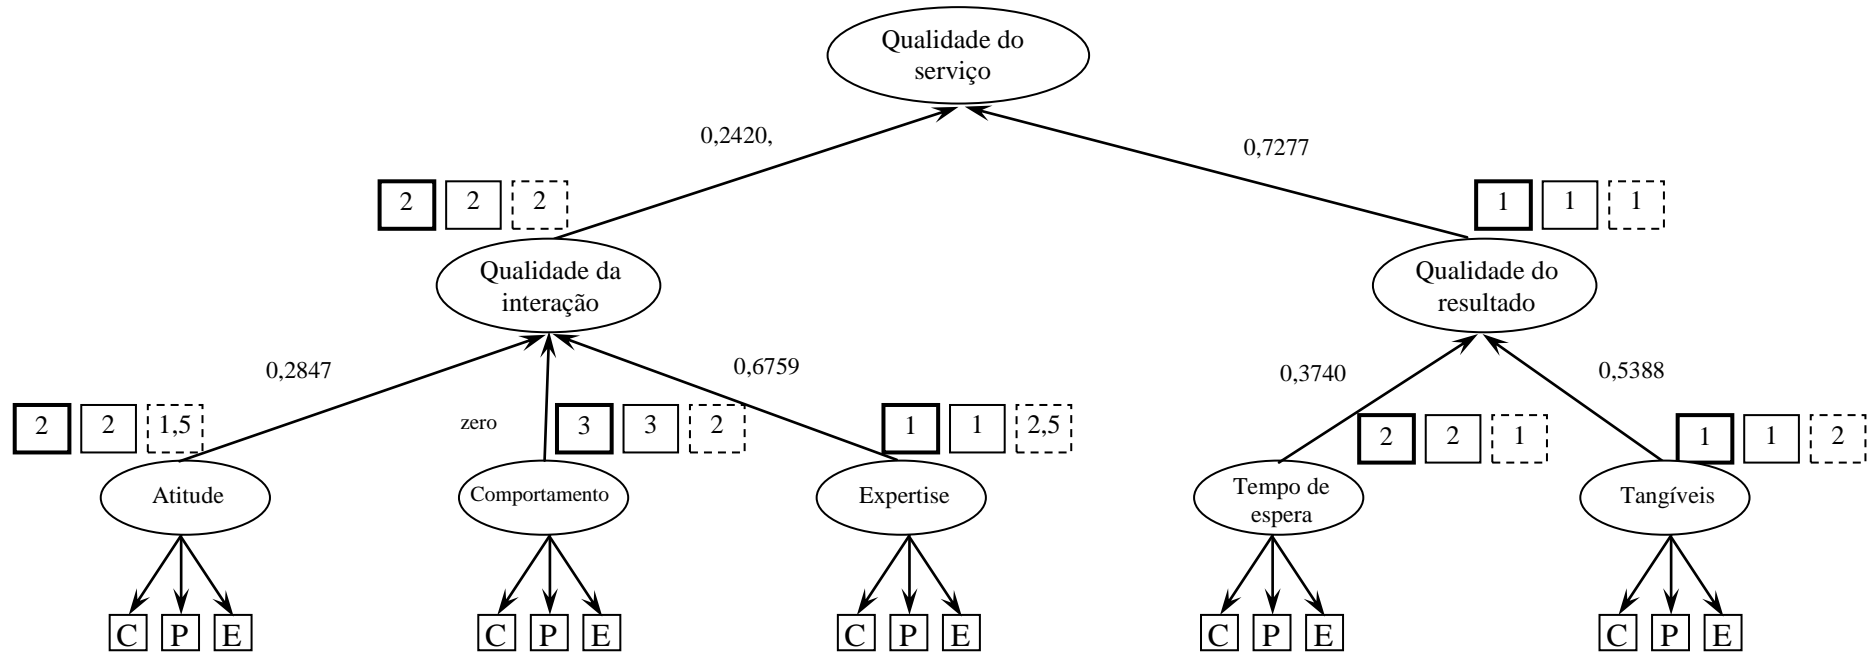 Qualidade do
serviço
0,2420,
0,7277
2 2 2
1 1 1
Qualidade da
interação
Qualidade do
resultado
0,2847
0,6759
0,3740
0,5388
2 2 1,5
zero
3 3 2
1 1 2,5
2 2 1
1 1 2
Atitude
Comportamento
Expertise
Tempo de
espera
Tangíveis
C P E
C P E
C P E
C P E
C P E